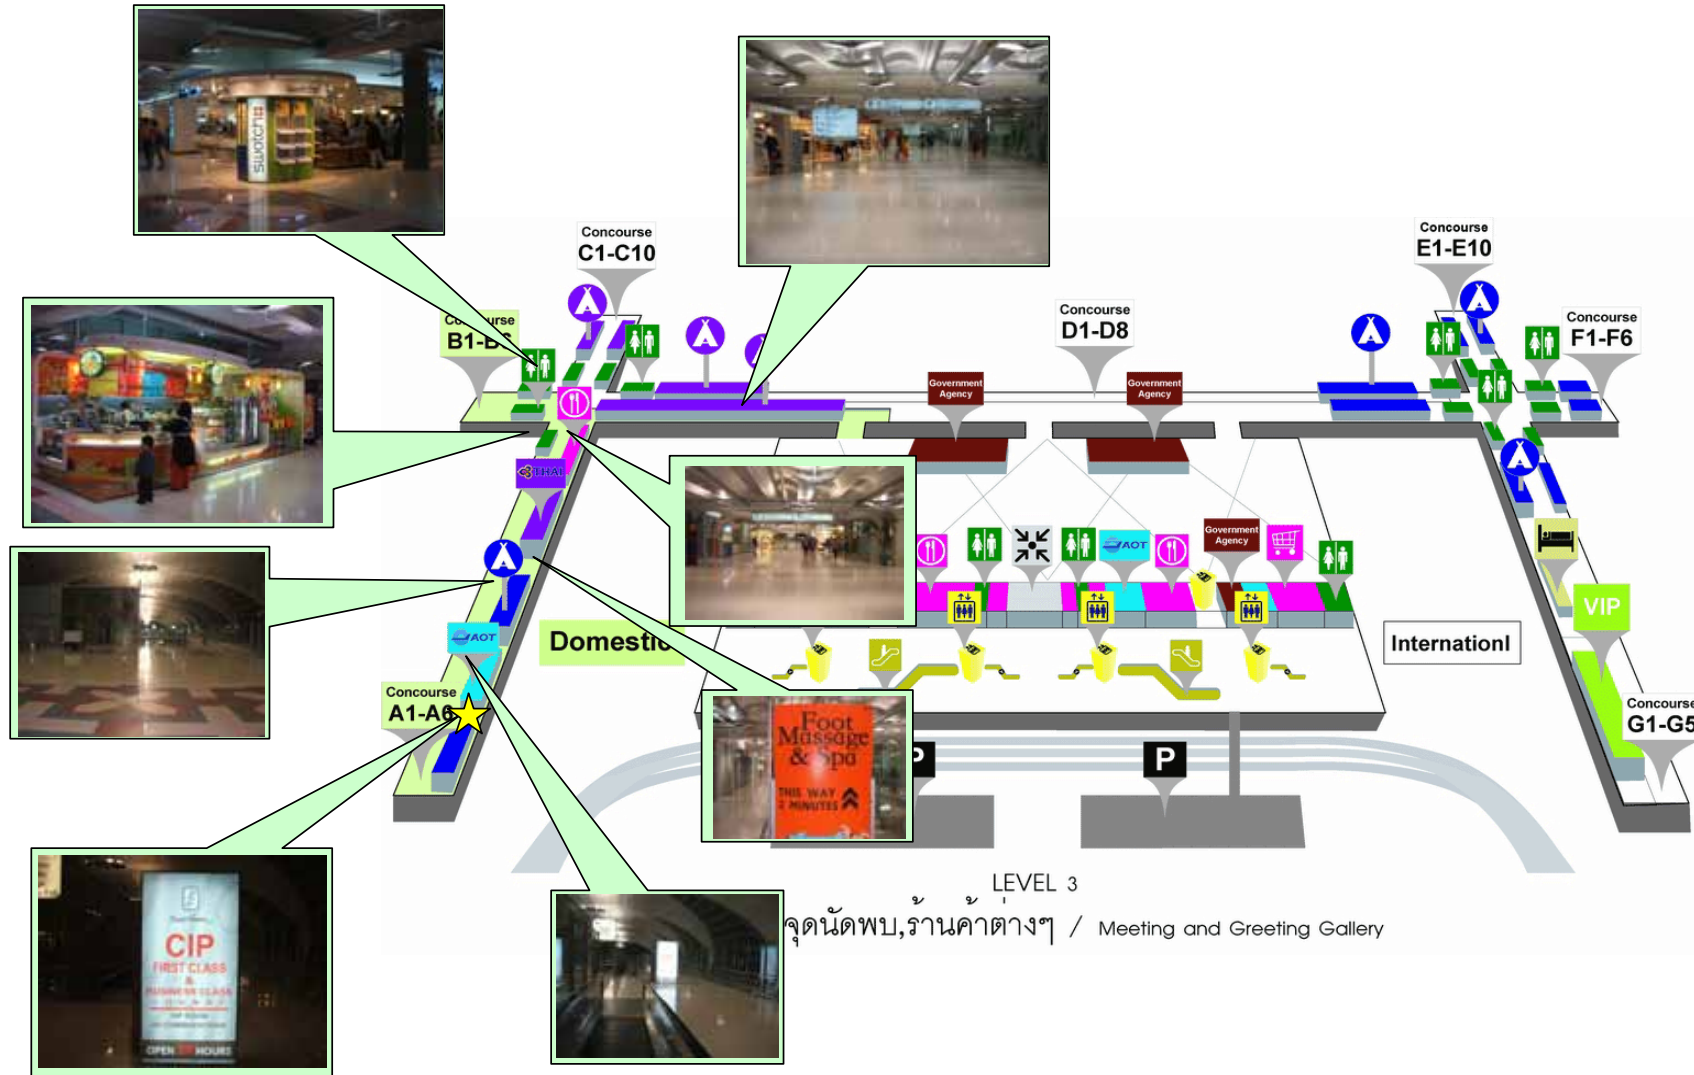 swatch
Concourse
C1-C10
Concourse
E1-E10
Concourse
D1-D8
Concourse
F1-F6
Concourse
Government
Agency
Government
Agency
THAI
AOT
Government
Agency
AOT
VIP
Domestic
Internationl
Concourse
A1-A6
Concourse
G1-G5
Foot
Massage
& Spa
THIS WAY
2 MINUTES
P
P
LEVEL 3
จุดนัดพบ,ร้านค้าต่างๆ / Meeting and Greeting Gallery
CIP
FIRST CLASS
&
BUSINESS CLASS
OPEN 24 HOURS